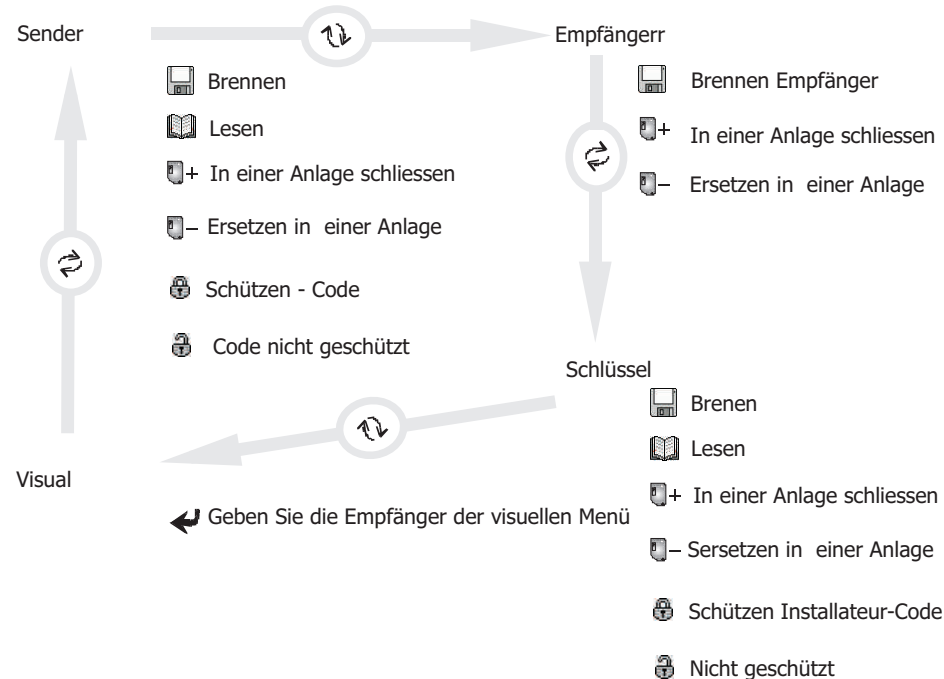 Sender
Brennen
Lesen
+ In einer Anlage schliessen
– Ersetzen in einer Anlage
Schützen - Code
Code nicht geschützt
Empfängerr
Brennen Empfänger
+ In einer Anlage schliessen
– Ersetzen in einer Anlage
Schlüssel
Brenen
Lesen
+ In einer Anlage schliessen
– Sersetzen in einer Anlage
Schützen Installateur-Code
Nicht geschützt
Visual
Geben Sie die Empfänger der visuellen Menü